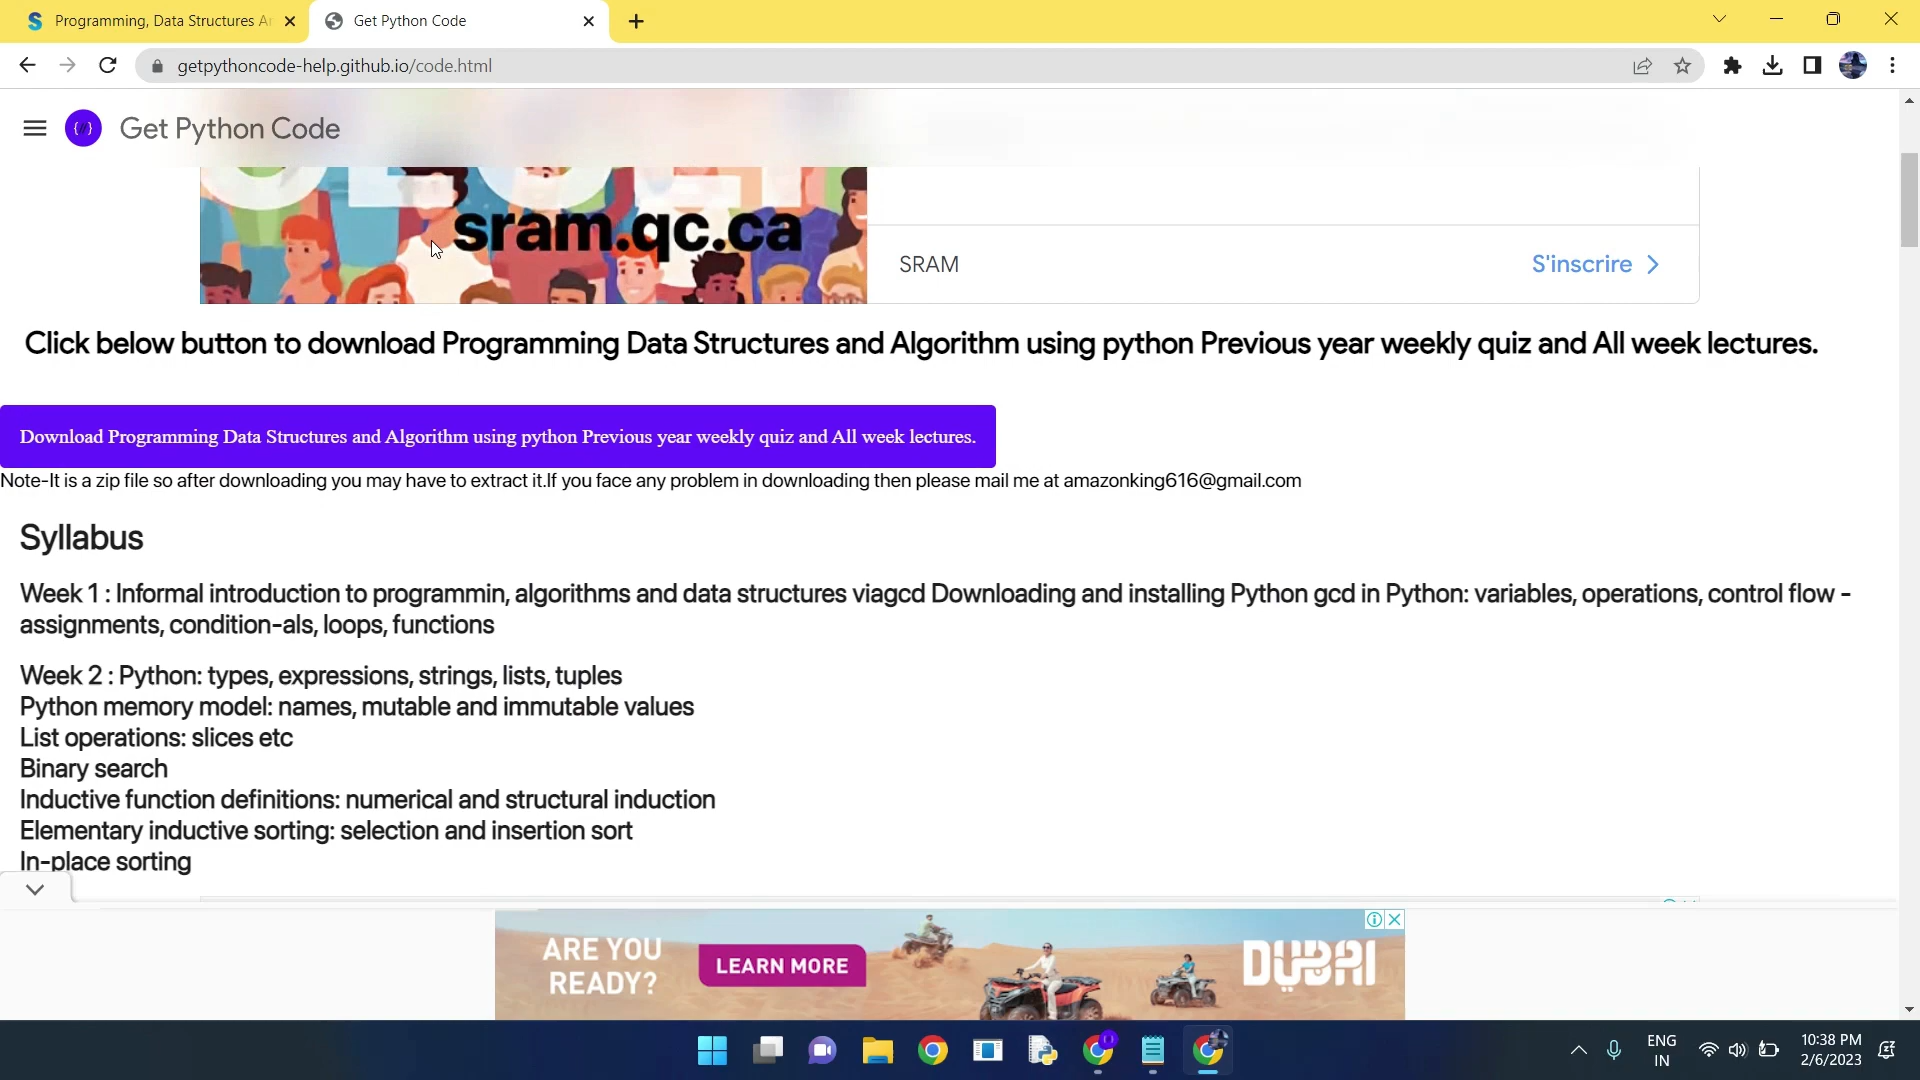 Programming, Data Structures A
Get Python Code
getpythoncode-help.github.io/code.html
Get Python Code
sram.qc.ca
SRAM
S'inscrire
Click below button to download Programming Data Structures and Algorithm using python Previous year weekly quiz and All week lectures.
Download Programming Data Structures and Algorithm using python Previous year weekly quiz and All week lectures.
Note-It is a zip file so after downloading you may have to extract it.If you face any problem in downloading then please mail me at amazonking616@gmail.com
Syllabus
Week 1 : Informal introduction to programmin, algorithms and data structures viagcd Downloading and installing Python gcd in Python: variables, operations, control flow -
assignments, condition-als, loops, functions
Week 2 : Python: types, expressions, strings, lists, tuples
Python memory model: names, mutable and immutable values
List operations: slices etc
Binary search
Inductive function definitions: numerical and structural induction
Elementary inductive sorting: selection and insertion sort
In-place sorting
ARE YOU
READY?
LEARN MORE
DUBAI
ENG
IN
10:38 PM
2/6/2023